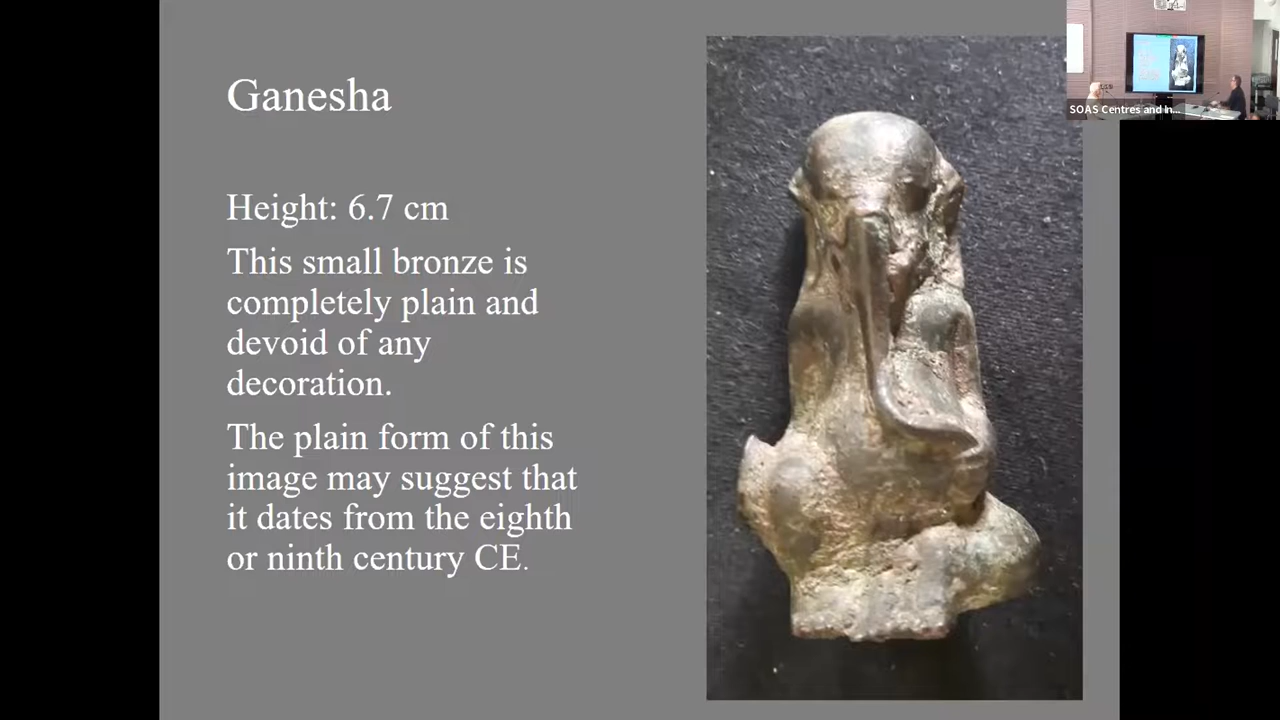 Ganesha
Height: 6.7 cm
This small bronze is
completely plain and
devoid of any
decoration.
The plain form of this
image may suggest that
it dates from the eighth
or ninth century CE.
SOAS Centres and In...